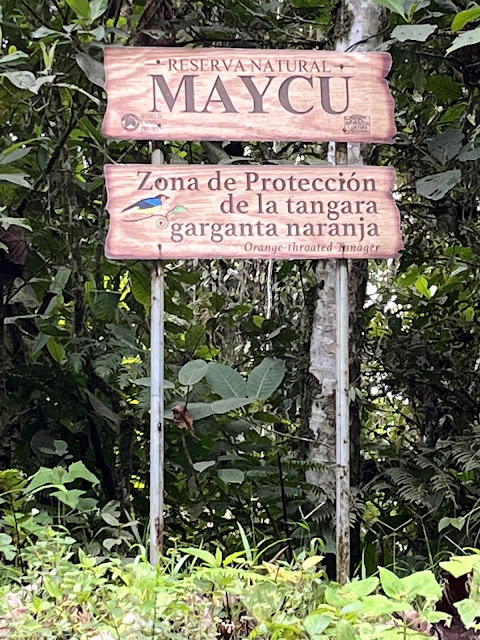 RESERVA NATURAL
MAYCU
Zona de Protección
de la tangara
garganta naranja
Orange-throated Tanager